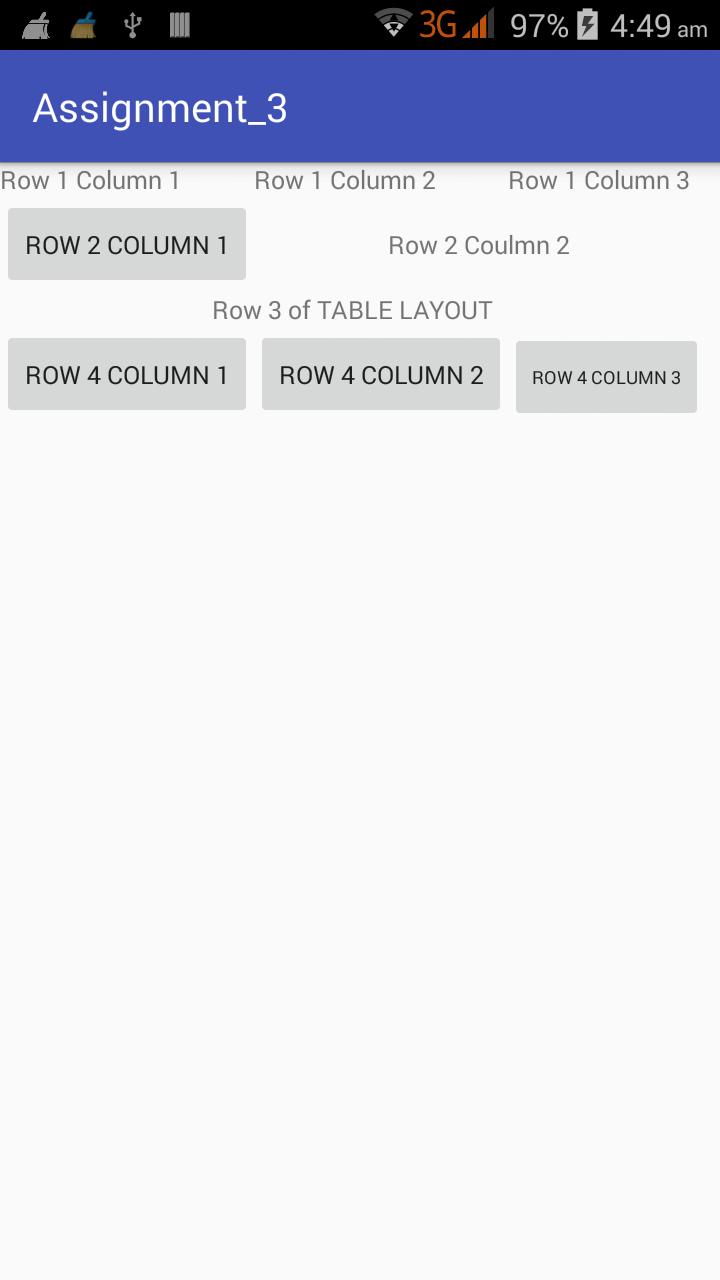 3G 97% 4:49 am
Assignment_3
Row 1 Column 1 Row 1 Column 2 Row 1 Column 3
ROW 2 COLUMN 1 Row 2 Coulmn 2
Row 3 of TABLE LAYOUT
ROW 4 COLUMN 1 ROW 4 COLUMN 2 ROW 4 COLUMN 3